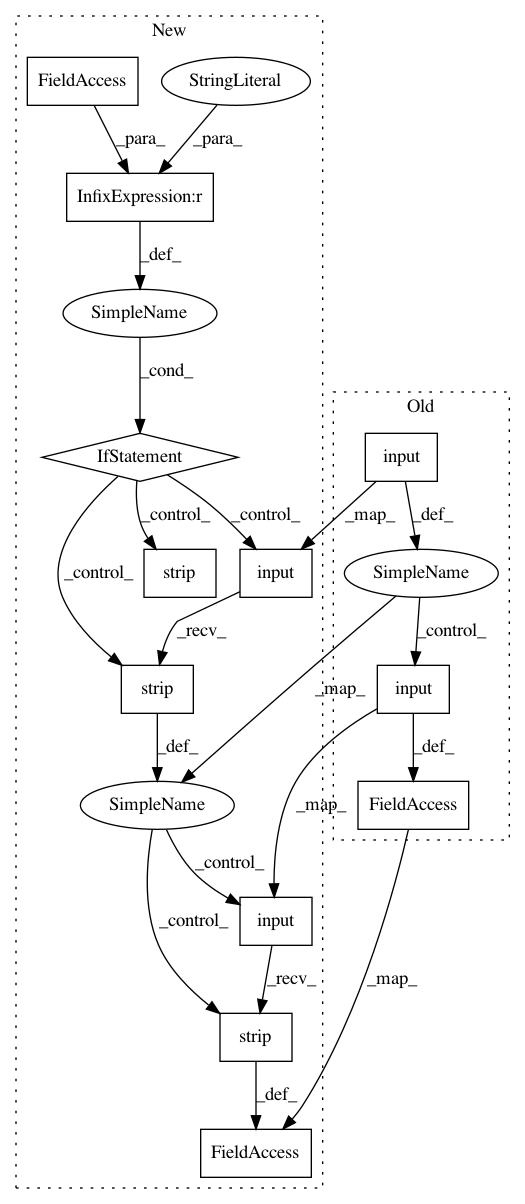 New
FieldAccess
StringLiteral
_para_
_para_
InfixExpression:r
_def_
SimpleName
_cond_
Old
IfStatement
input
_control_
_control_
_map_
_def_
_control_
strip
input
SimpleName
_recv_
_control_
strip
input
_def_
_map_
_def_
SimpleName
_map_
FieldAccess
_control_
_control_
input
_recv_
_map_
strip
_def_
FieldAccess